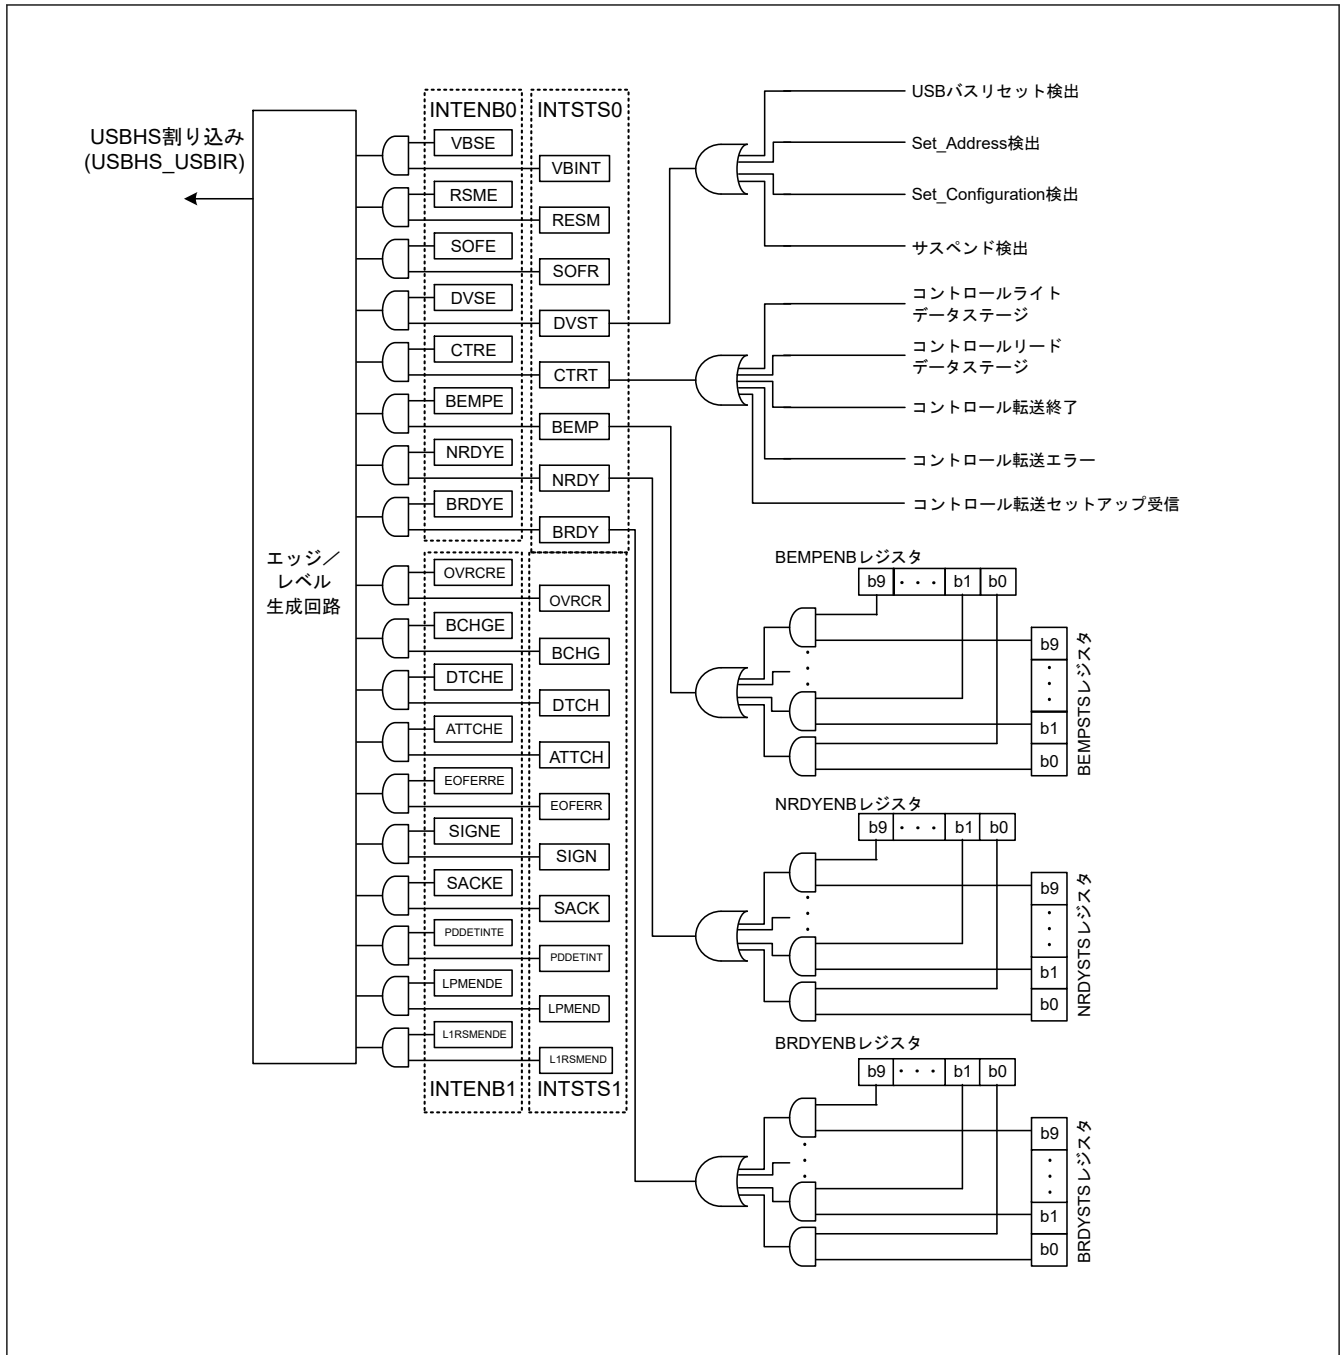 USBHS割り込み
(USBHS_USBIR)
エッジ／
レベル
生成回路
INTENB0
VBSE
RSME
SOFE
DVSE
CTRE
BEMPE
NRDYE
BRDYE
OVRCRE
BCHGE
DTCHE
ATTCHE
EOFERRE
SIGNE
SACKE
PDDETINTE
LPMENDE
L1RSMENDE
INTENB1
INTSTS0
VBINT
RESM
SOFR
DVST
CTRT
BEMP
NRDY
BRDY
OVRCR
BCHG
DTCH
ATTCH
EOFERR
SIGN
SACK
PDDETINT
LPMEND
L1RSMEND
INTSTS1
USBバスリセット検出
Set_Address検出
Set_Configuration検出
サスペンド検出
コントロールライト
データステージ
コントロールリード
データステージ
コントロール転送終了
コントロール転送エラー
コントロール転送セットアップ受信
BEMPENBレジスタ
b9 ・・・ b1 b0
b9
・・・
b1
b0
BEMPSTSレジスタ
NRDYENBレジスタ
b9 ・・・ b1 b0
b9
・・・
b1
b0
NRDYSTSレジスタ
BRDYENBレジスタ
b9 ・・・ b1 b0
b9
・・・
b1
b0
BRDYSTSレジスタ